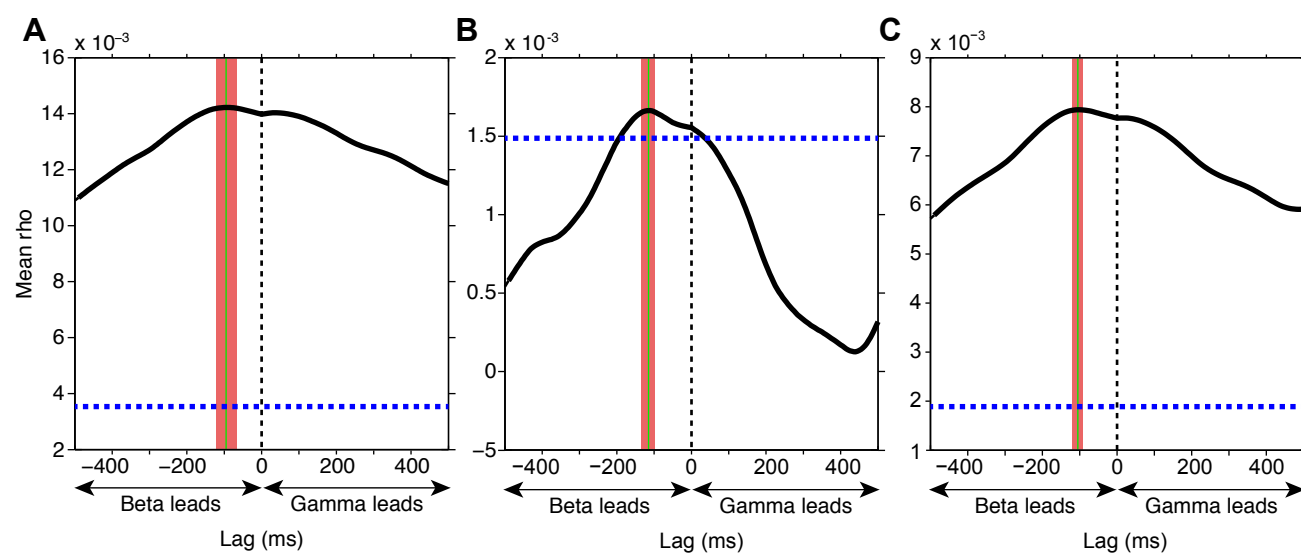 A
x 10⁻³
16
14
12
10
8
6
4
2
Mean rho
−400
−200
0
200
400
Beta leads
Gamma leads
Lag (ms)
B
x 10⁻³
2
1.5
1
0.5
0
−5
−400
−200
0
200
400
Beta leads
Gamma leads
Lag (ms)
C
x 10⁻³
9
8
7
6
5
4
3
2
1
−400
−200
0
200
400
Beta leads
Gamma leads
Lag (ms)